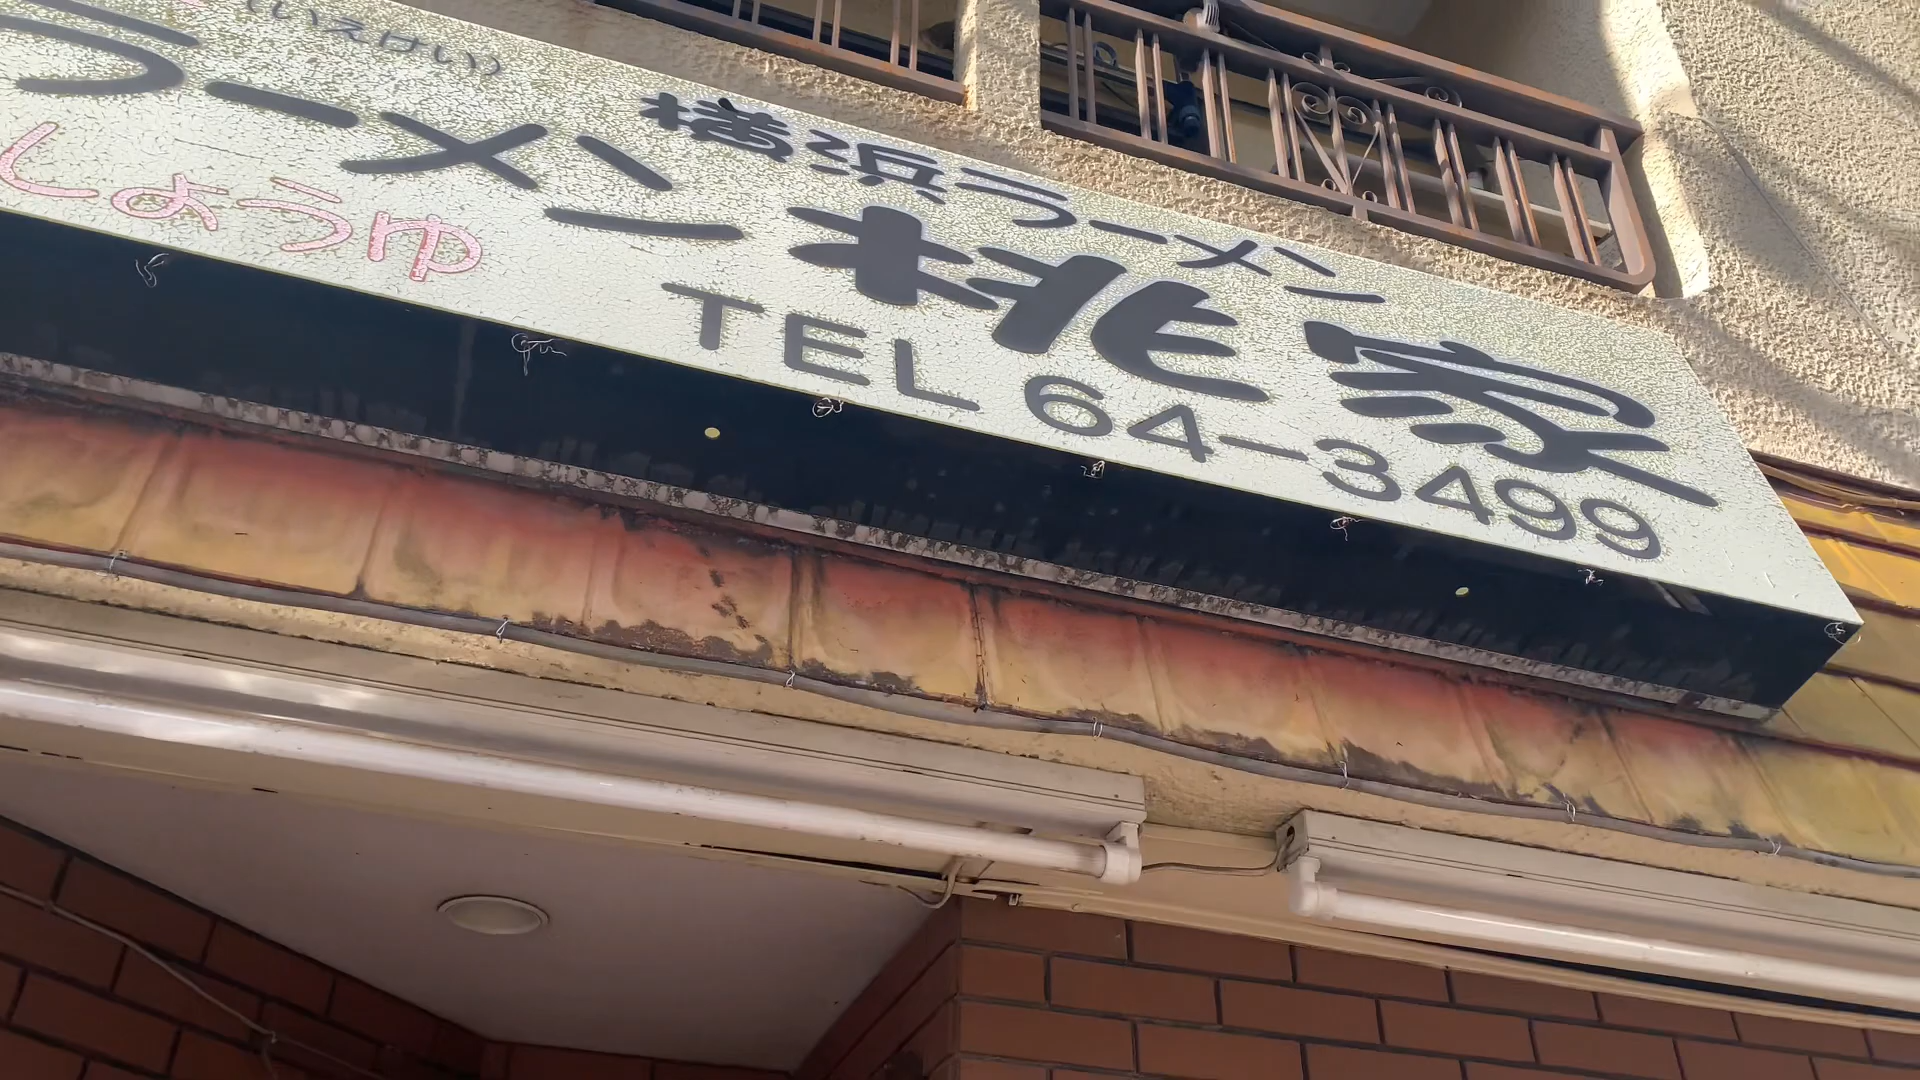 (いえけい)
ラーメン
しょうゆ
横浜ラーメン
桃家
TEL 64-3499